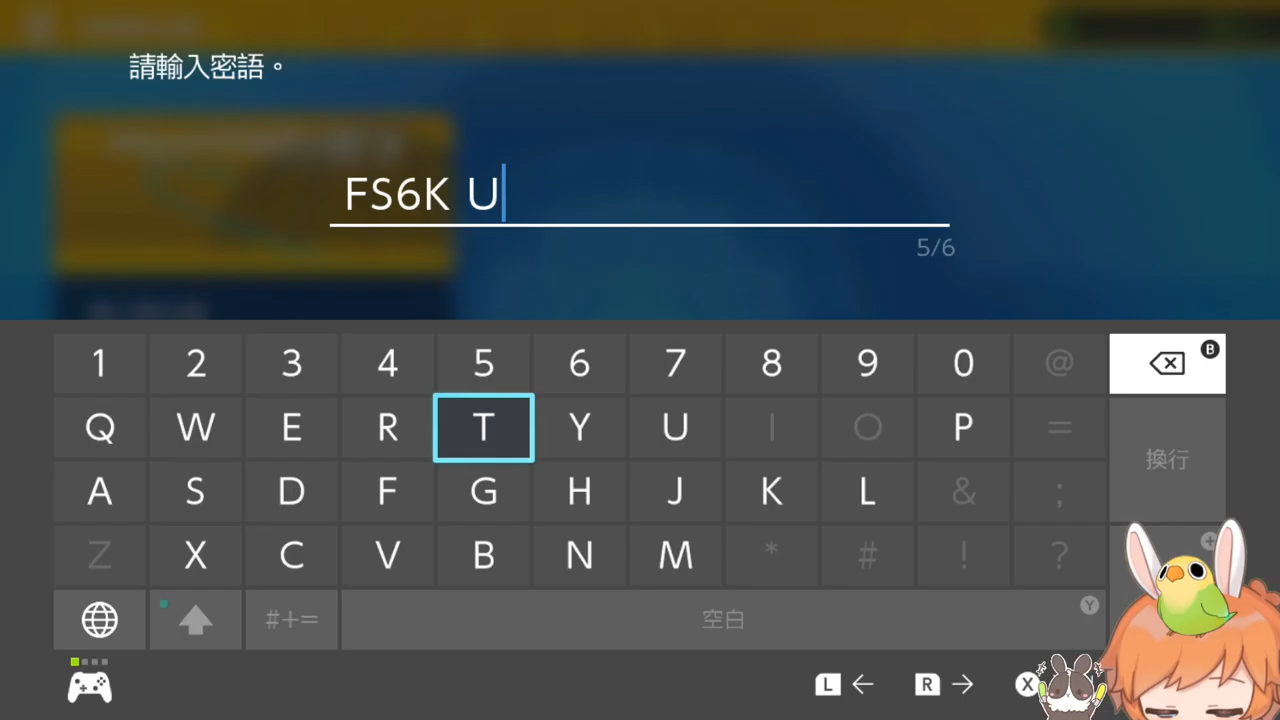 請輸入密語。
FS6K U
5/6
1 2 3 4 5 6 7 8 9 0 @ B
Q W E R T Y U I O P = 換行
A S D F G H J K L & ;
Z X C V B N M * # ! ? +
#+= 空白 Y
L ← R → X